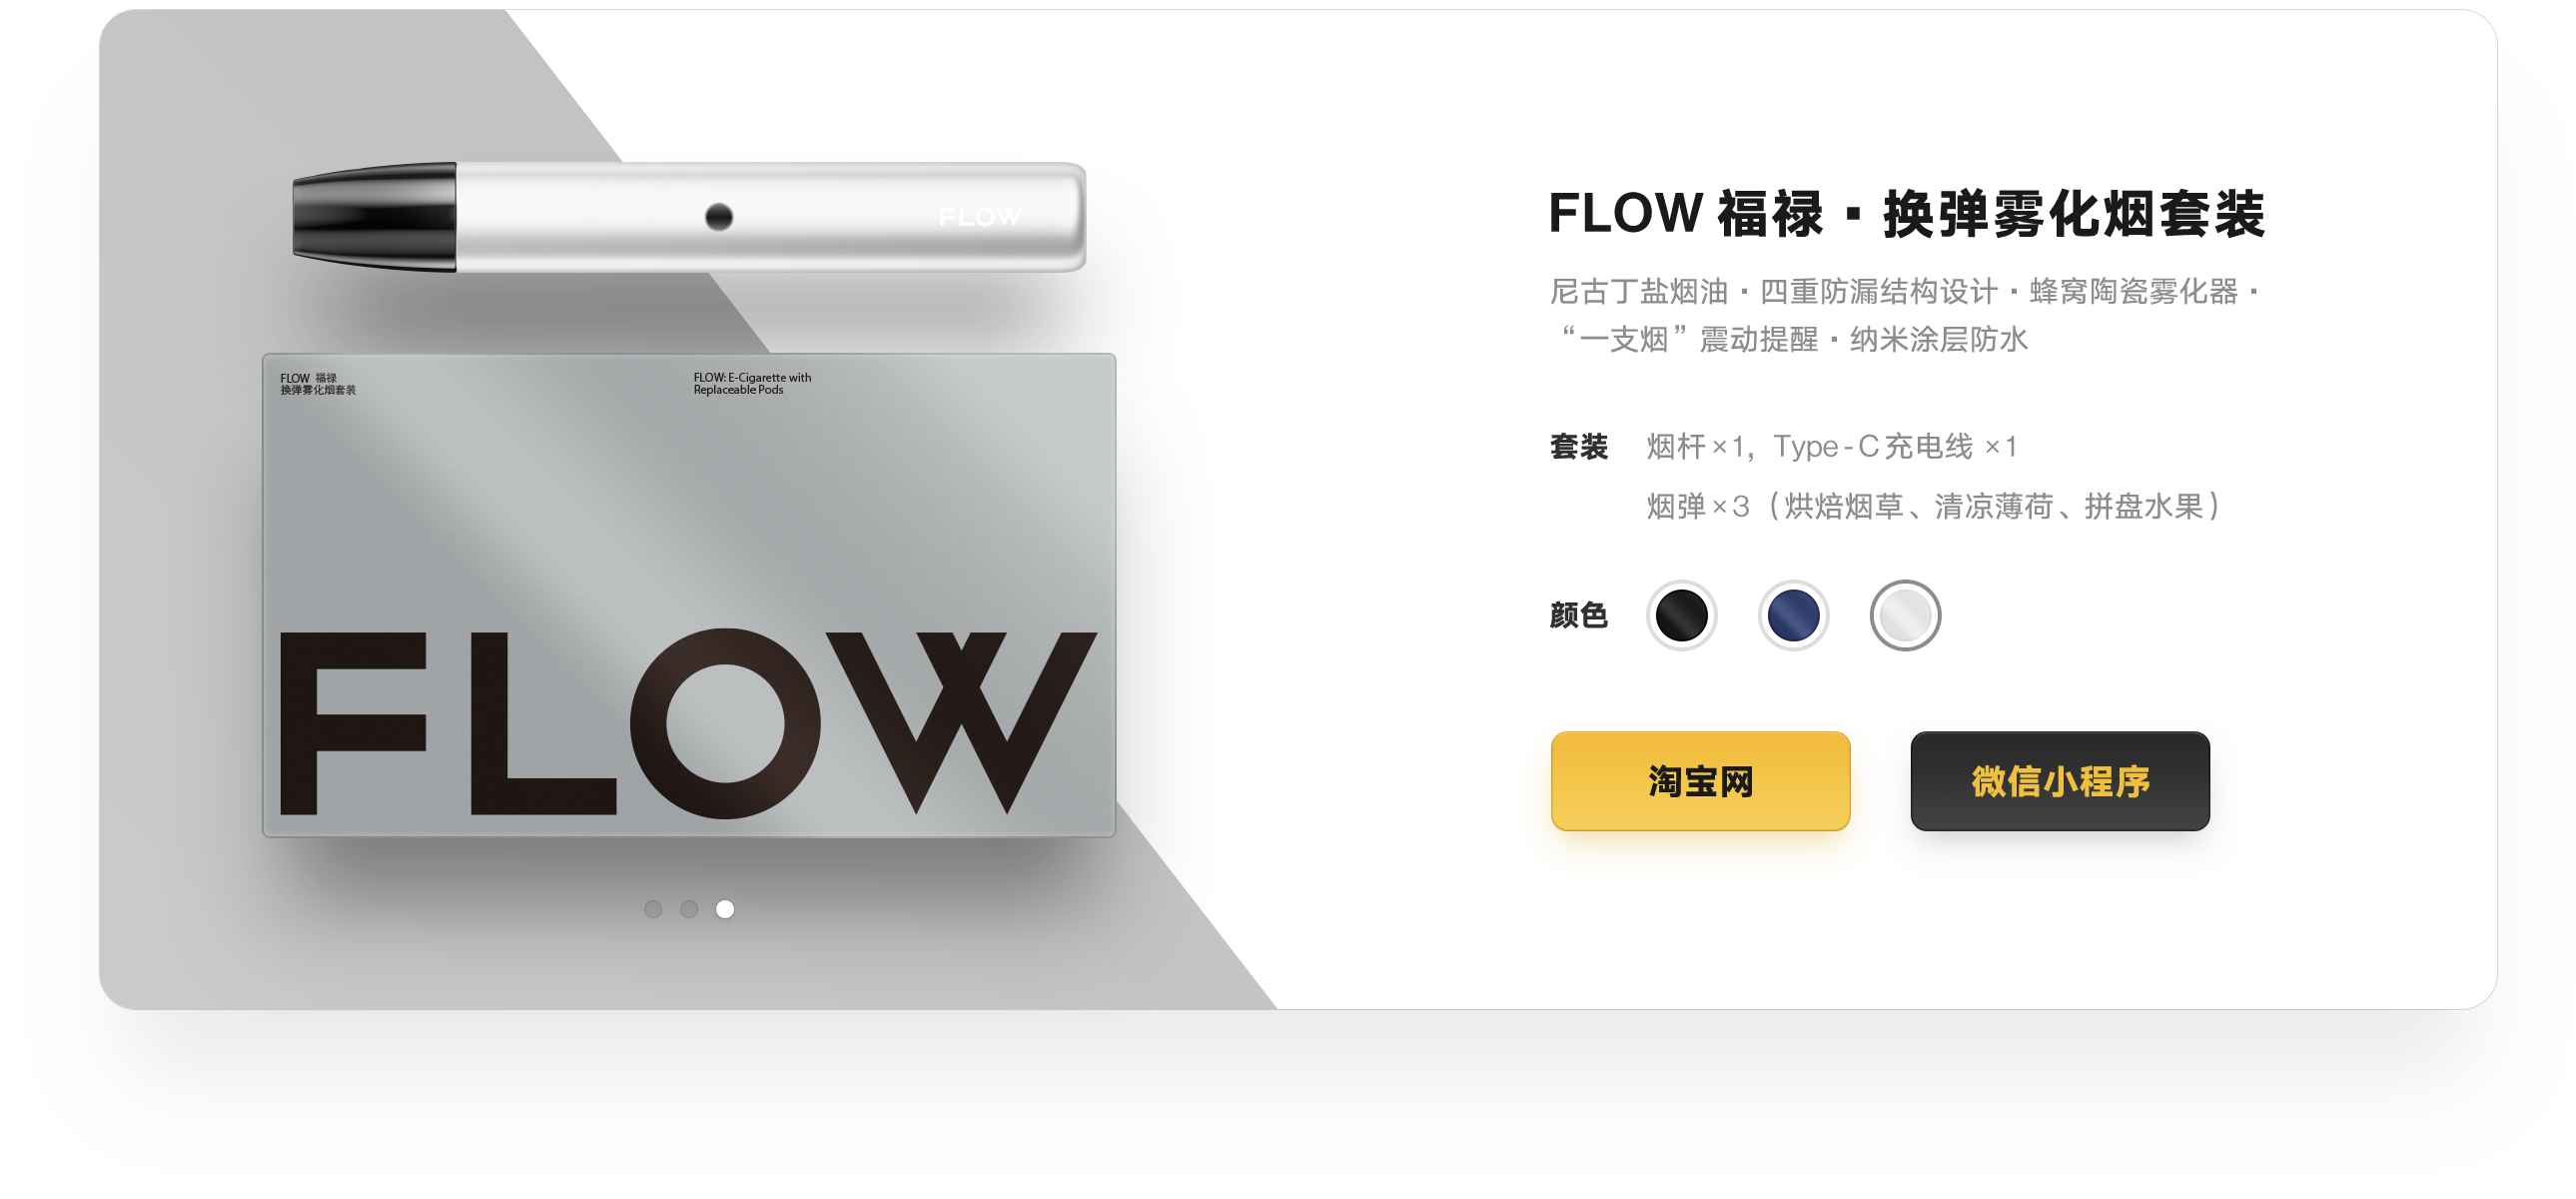 FLOW
FLOW 福禄
换弹雾化烟套装
FLOW: E-Cigarette with
Replaceable Pods
FLOW
FLOW 福禄 · 换弹雾化烟套装
尼古丁盐烟油 · 四重防漏结构设计 · 蜂窝陶瓷雾化器 ·
“一支烟”震动提醒 · 纳米涂层防水
套装 烟杆×1，Type-C充电线 ×1
烟弹×3（烘焙烟草、清凉薄荷、拼盘水果）
颜色
淘宝网
微信小程序